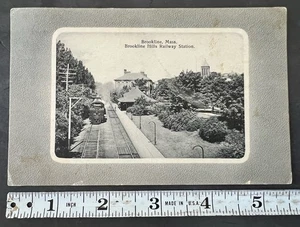 Brookline, Mass.
Brookline Hills Railway Station.
1 INCH 2 3 MADE IN U.S.A. 4 5